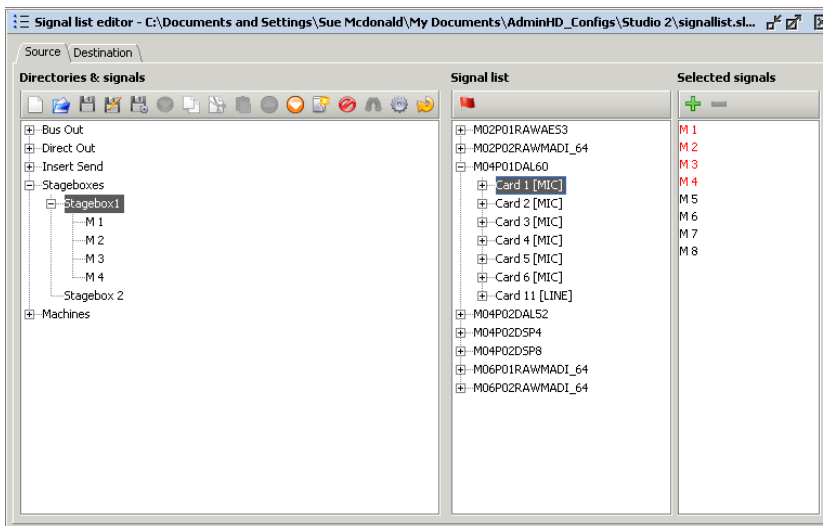 Signal list editor - C:\Documents and Settings\Sue Mcdonald\My Documents\AdminHD_Configs\Studio 2\signallist.sl...
Source
Destination
Directories & signals
Bus Out
Direct Out
Insert Send
Stageboxes
Stagebox1
M 1
M 2
M 3
M 4
Stagebox 2
Machines
Signal list
M02P01RAWAES3
M02P02RAWMADI_64
M04P01DAL60
Card 1 [MIC]
Card 2 [MIC]
Card 3 [MIC]
Card 4 [MIC]
Card 5 [MIC]
Card 6 [MIC]
Card 11 [LINE]
M04P02DAL52
M04P02DSP4
M04P02DSP8
M06P01RAWMADI_64
M06P02RAWMADI_64
Selected signals
M 1
M 2
M 3
M 4
M 5
M 6
M 7
M 8